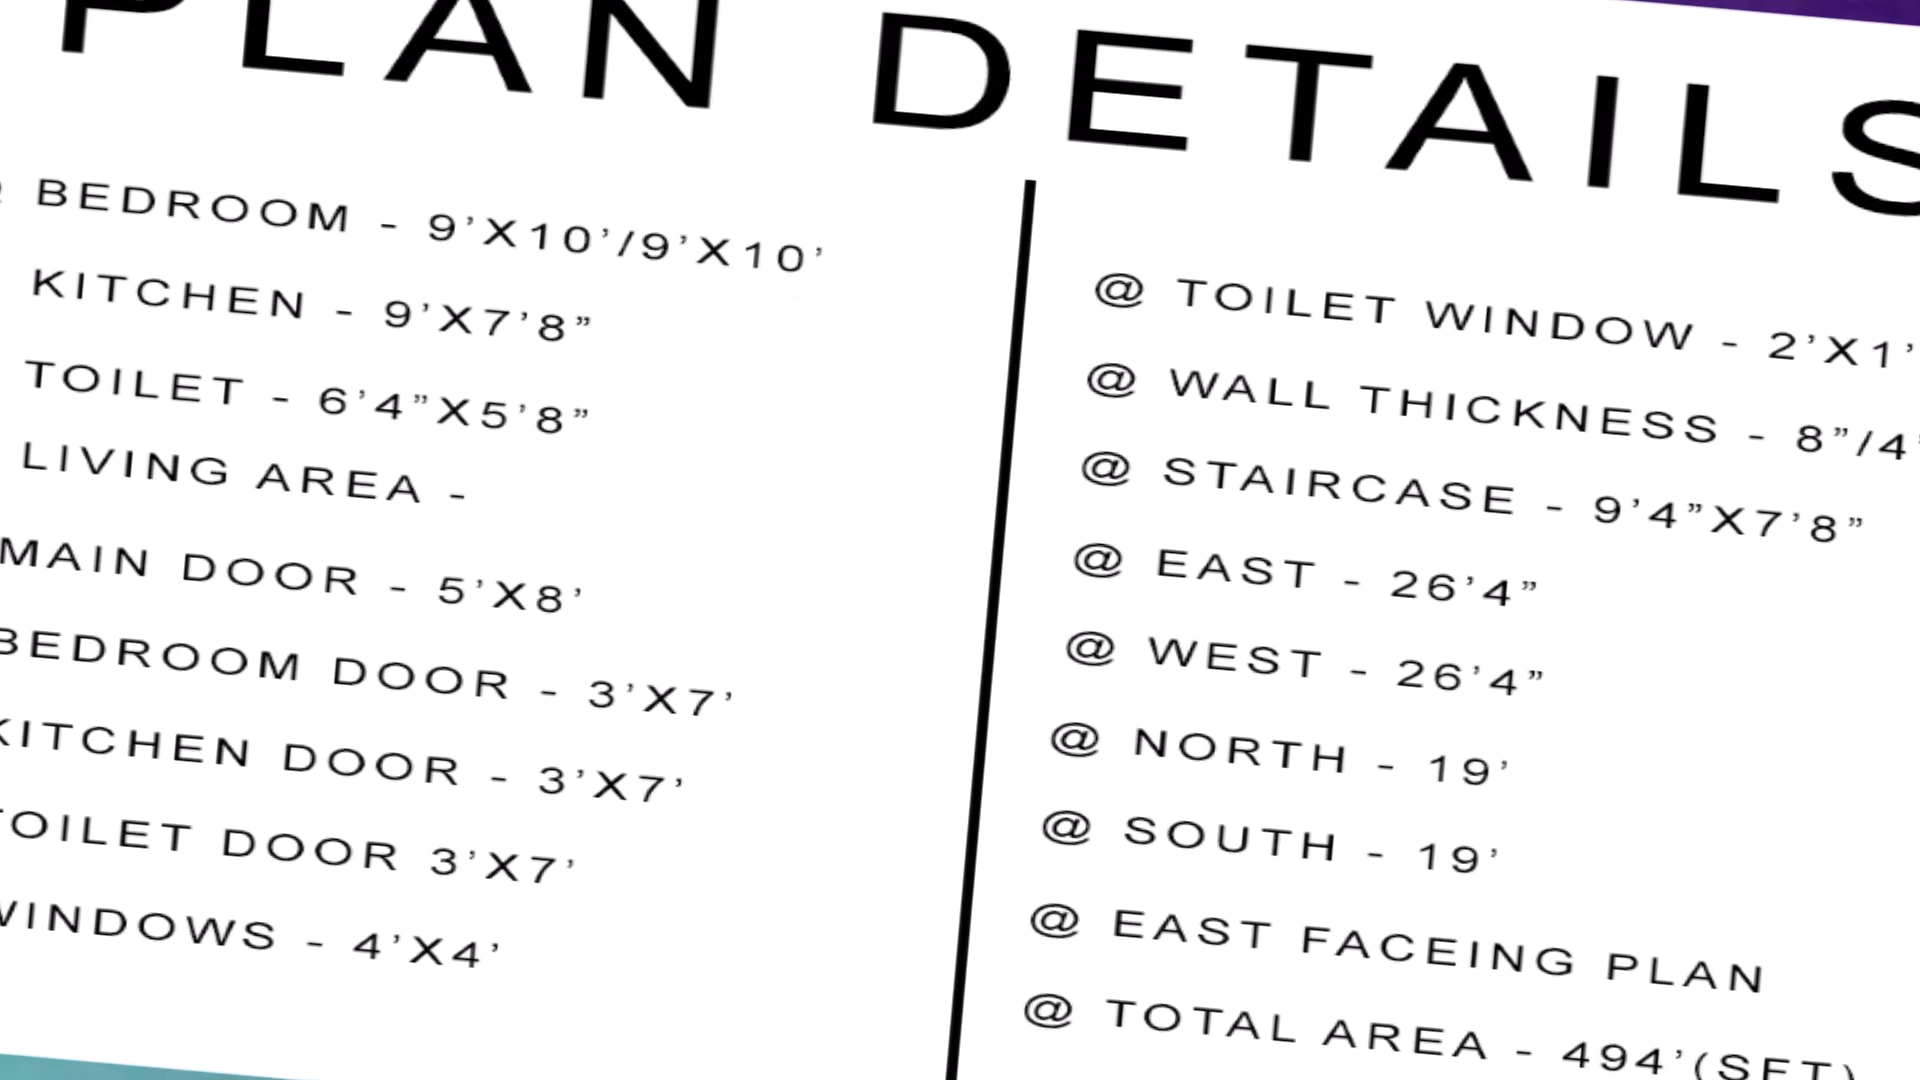 PLAN DETAILS
BEDROOM - 9’X10’/9’X10’
KITCHEN - 9’X7’8”
TOILET - 6’4”X5’8”
LIVING AREA -
MAIN DOOR - 5’X8’
BEDROOM DOOR - 3’X7’
KITCHEN DOOR - 3’X7’
TOILET DOOR 3’X7’
WINDOWS - 4’X4’
@ TOILET WINDOW - 2’X1’
@ WALL THICKNESS - 8”/4”
@ STAIRCASE - 9’4”X7’8”
@ EAST - 26’4”
@ WEST - 26’4”
@ NORTH - 19’
@ SOUTH - 19’
@ EAST FACEING PLAN
@ TOTAL AREA - 494’(SFT)